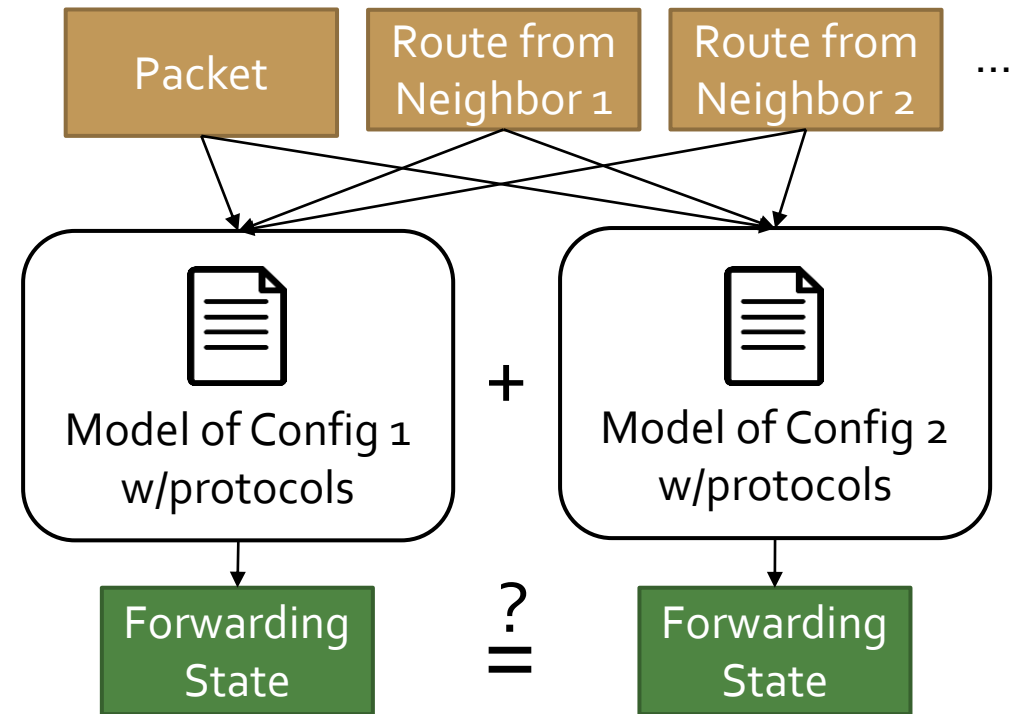 Packet
Route from
Neighbor 1
Route from
Neighbor 2
...
Model of Config 1
w/protocols
+
Model of Config 2
w/protocols
Forwarding
State
?
=
Forwarding
State